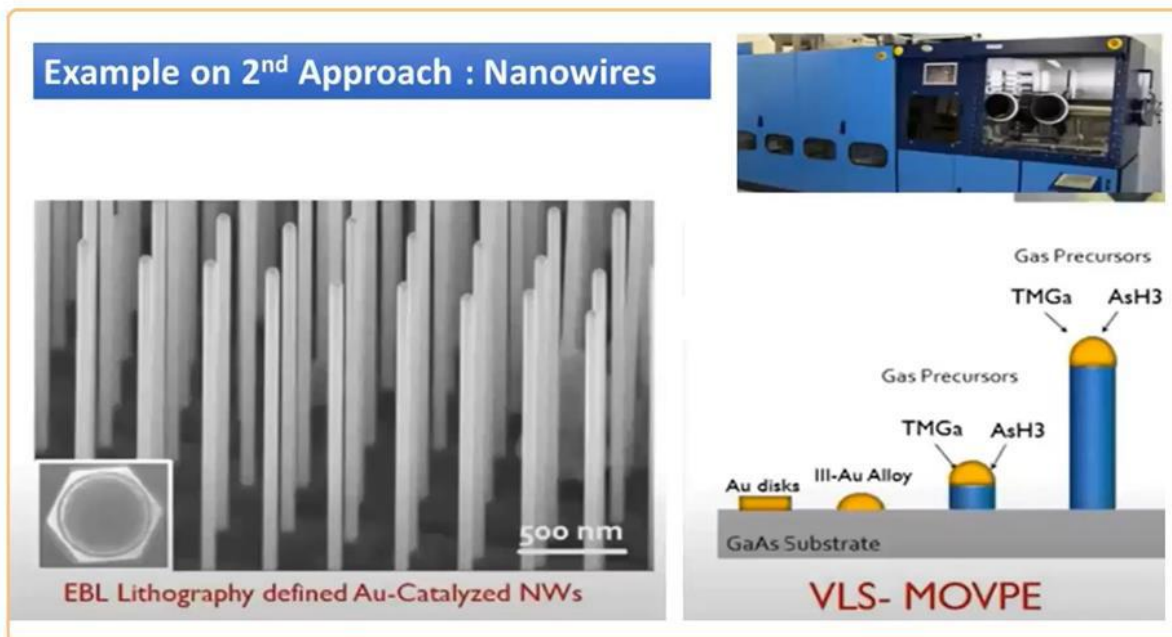 Example on 2nd Approach : Nanowires
500 nm
EBL Lithography defined Au-Catalyzed NWs
Gas Precursors
TMGa AsH3
Gas Precursors
TMGa AsH3
Au disks III-Au Alloy
GaAs Substrate
VLS- MOVPE